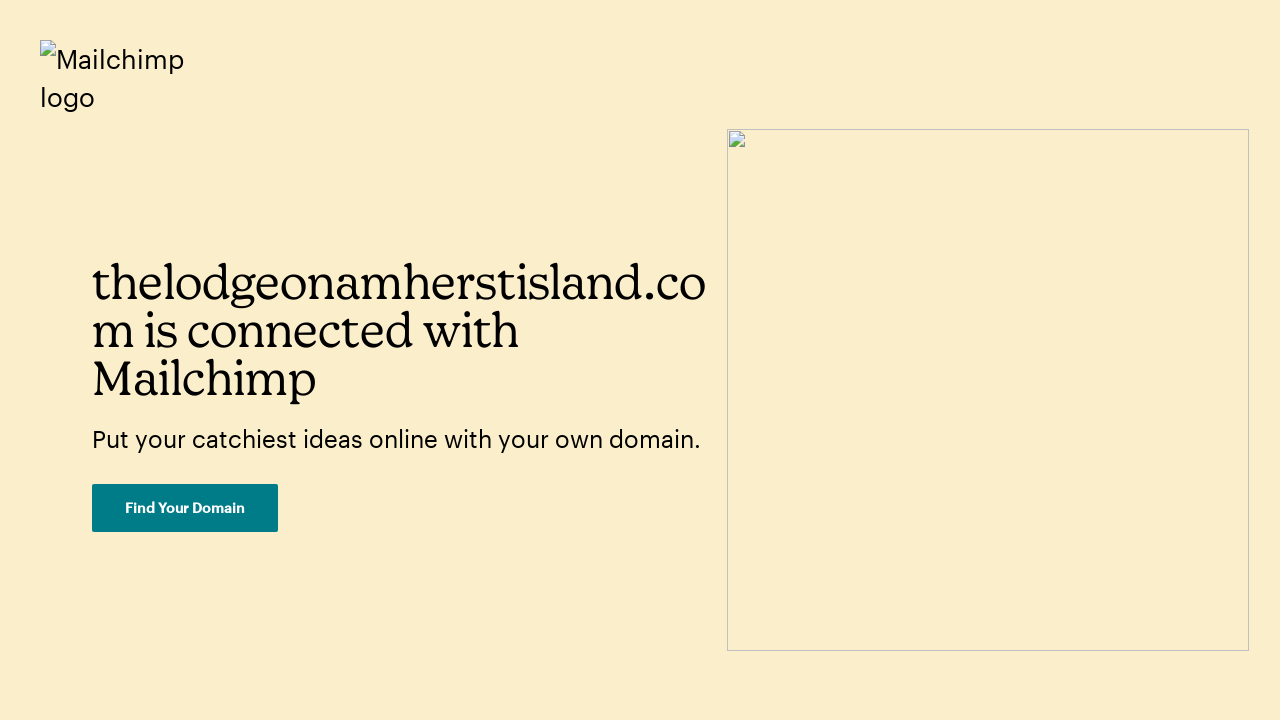 Mailchimp
logo
thelodgeonamherstisland.co
m is connected with
Mailchimp
Put your catchiest ideas online with your own domain.
Find Your Domain